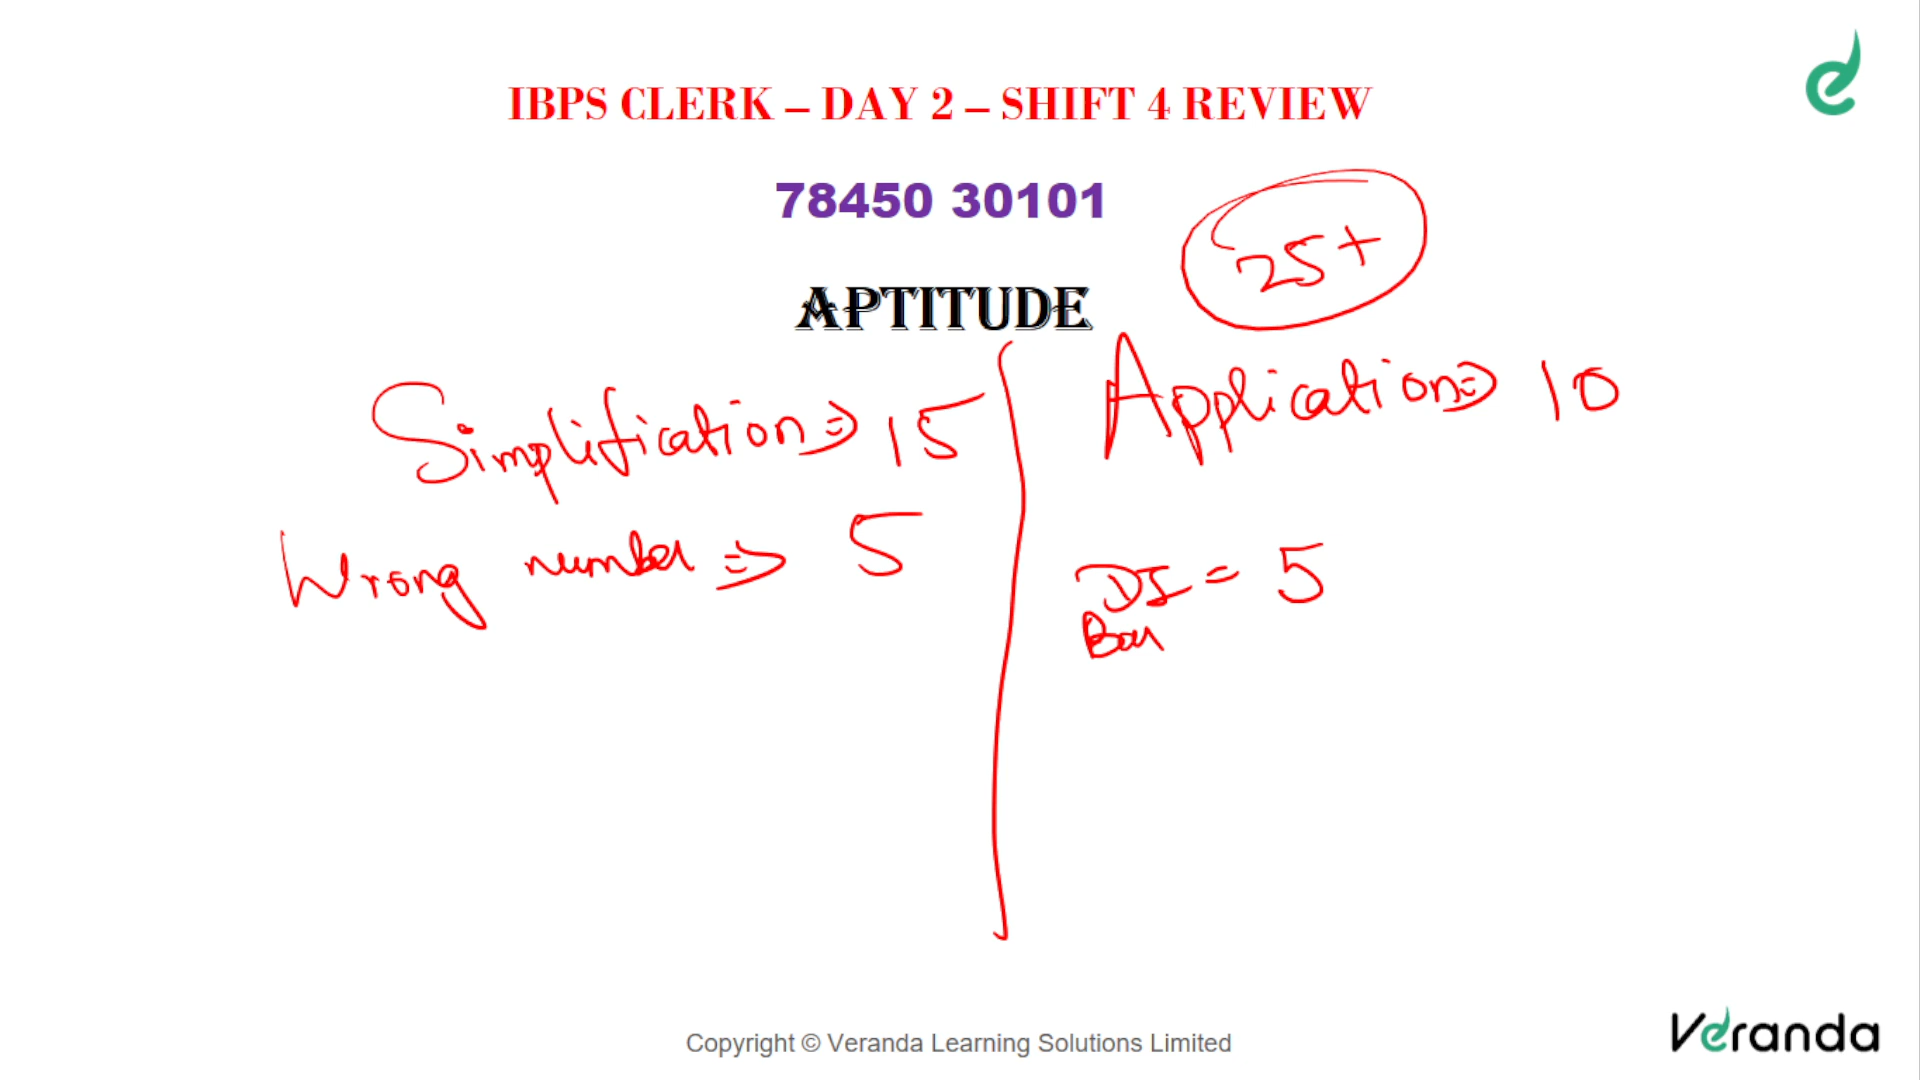 IBPS CLERK – DAY 2 – SHIFT 4 REVIEW
78450 30101
25+
APTITUDE
Simplification ⇒ 15
Wrong number ⇒ 5
Application ⇒ 10
DI = 5
Bar
Copyright © Veranda Learning Solutions Limited
Veranda